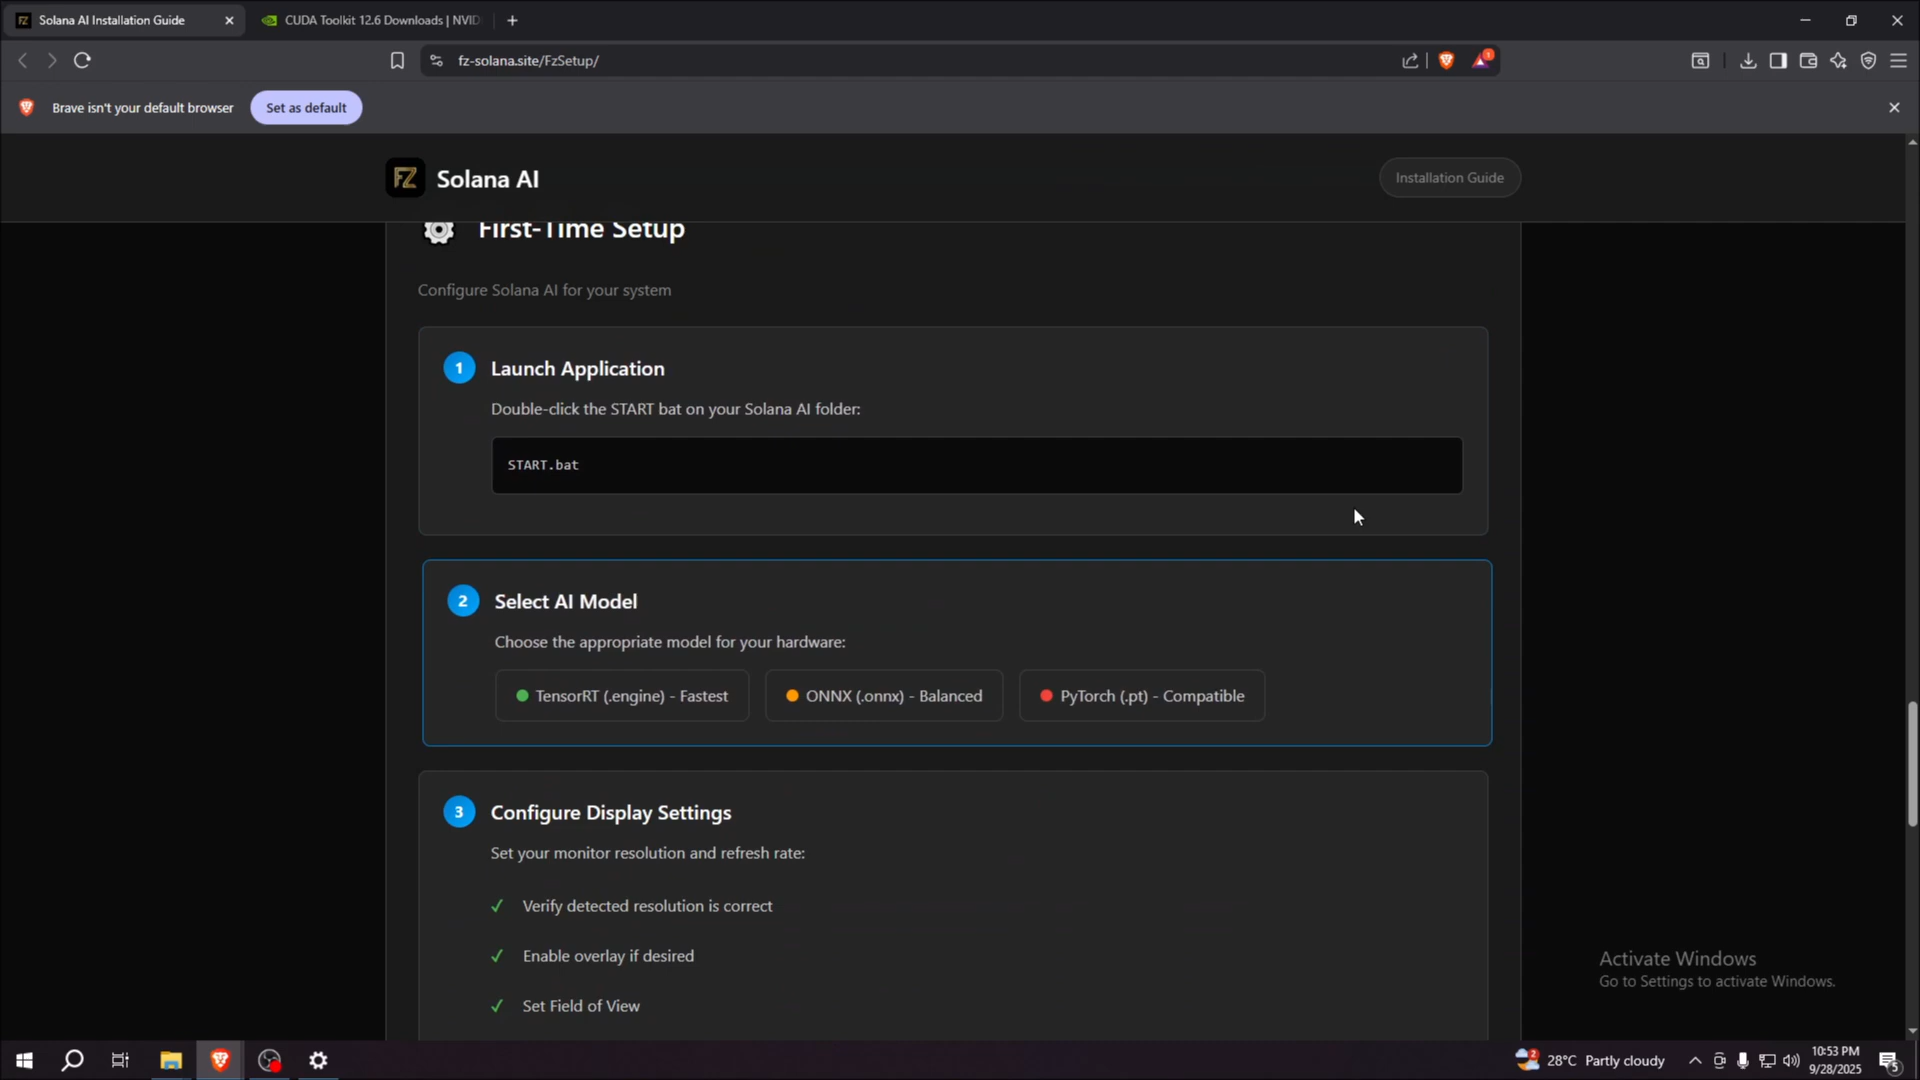 Solana AI Installation Guide
CUDA Toolkit 12.6 Downloads | NVID
fz-solana.site/FzSetup/
1
Brave isn't your default browser
Set as default
FZ
Solana AI
Installation Guide
First-Time Setup
Configure Solana AI for your system
1
Launch Application
Double-click the START bat on your Solana AI folder:
START.bat
2
Select AI Model
Choose the appropriate model for your hardware:
TensorRT (.engine) - Fastest
ONNX (.onnx) - Balanced
PyTorch (.pt) - Compatible
3
Configure Display Settings
Set your monitor resolution and refresh rate:
Verify detected resolution is correct
Enable overlay if desired
Set Field of View
Activate Windows
Go to Settings to activate Windows.
2
28°C Partly cloudy
10:53 PM
9/28/2025
5